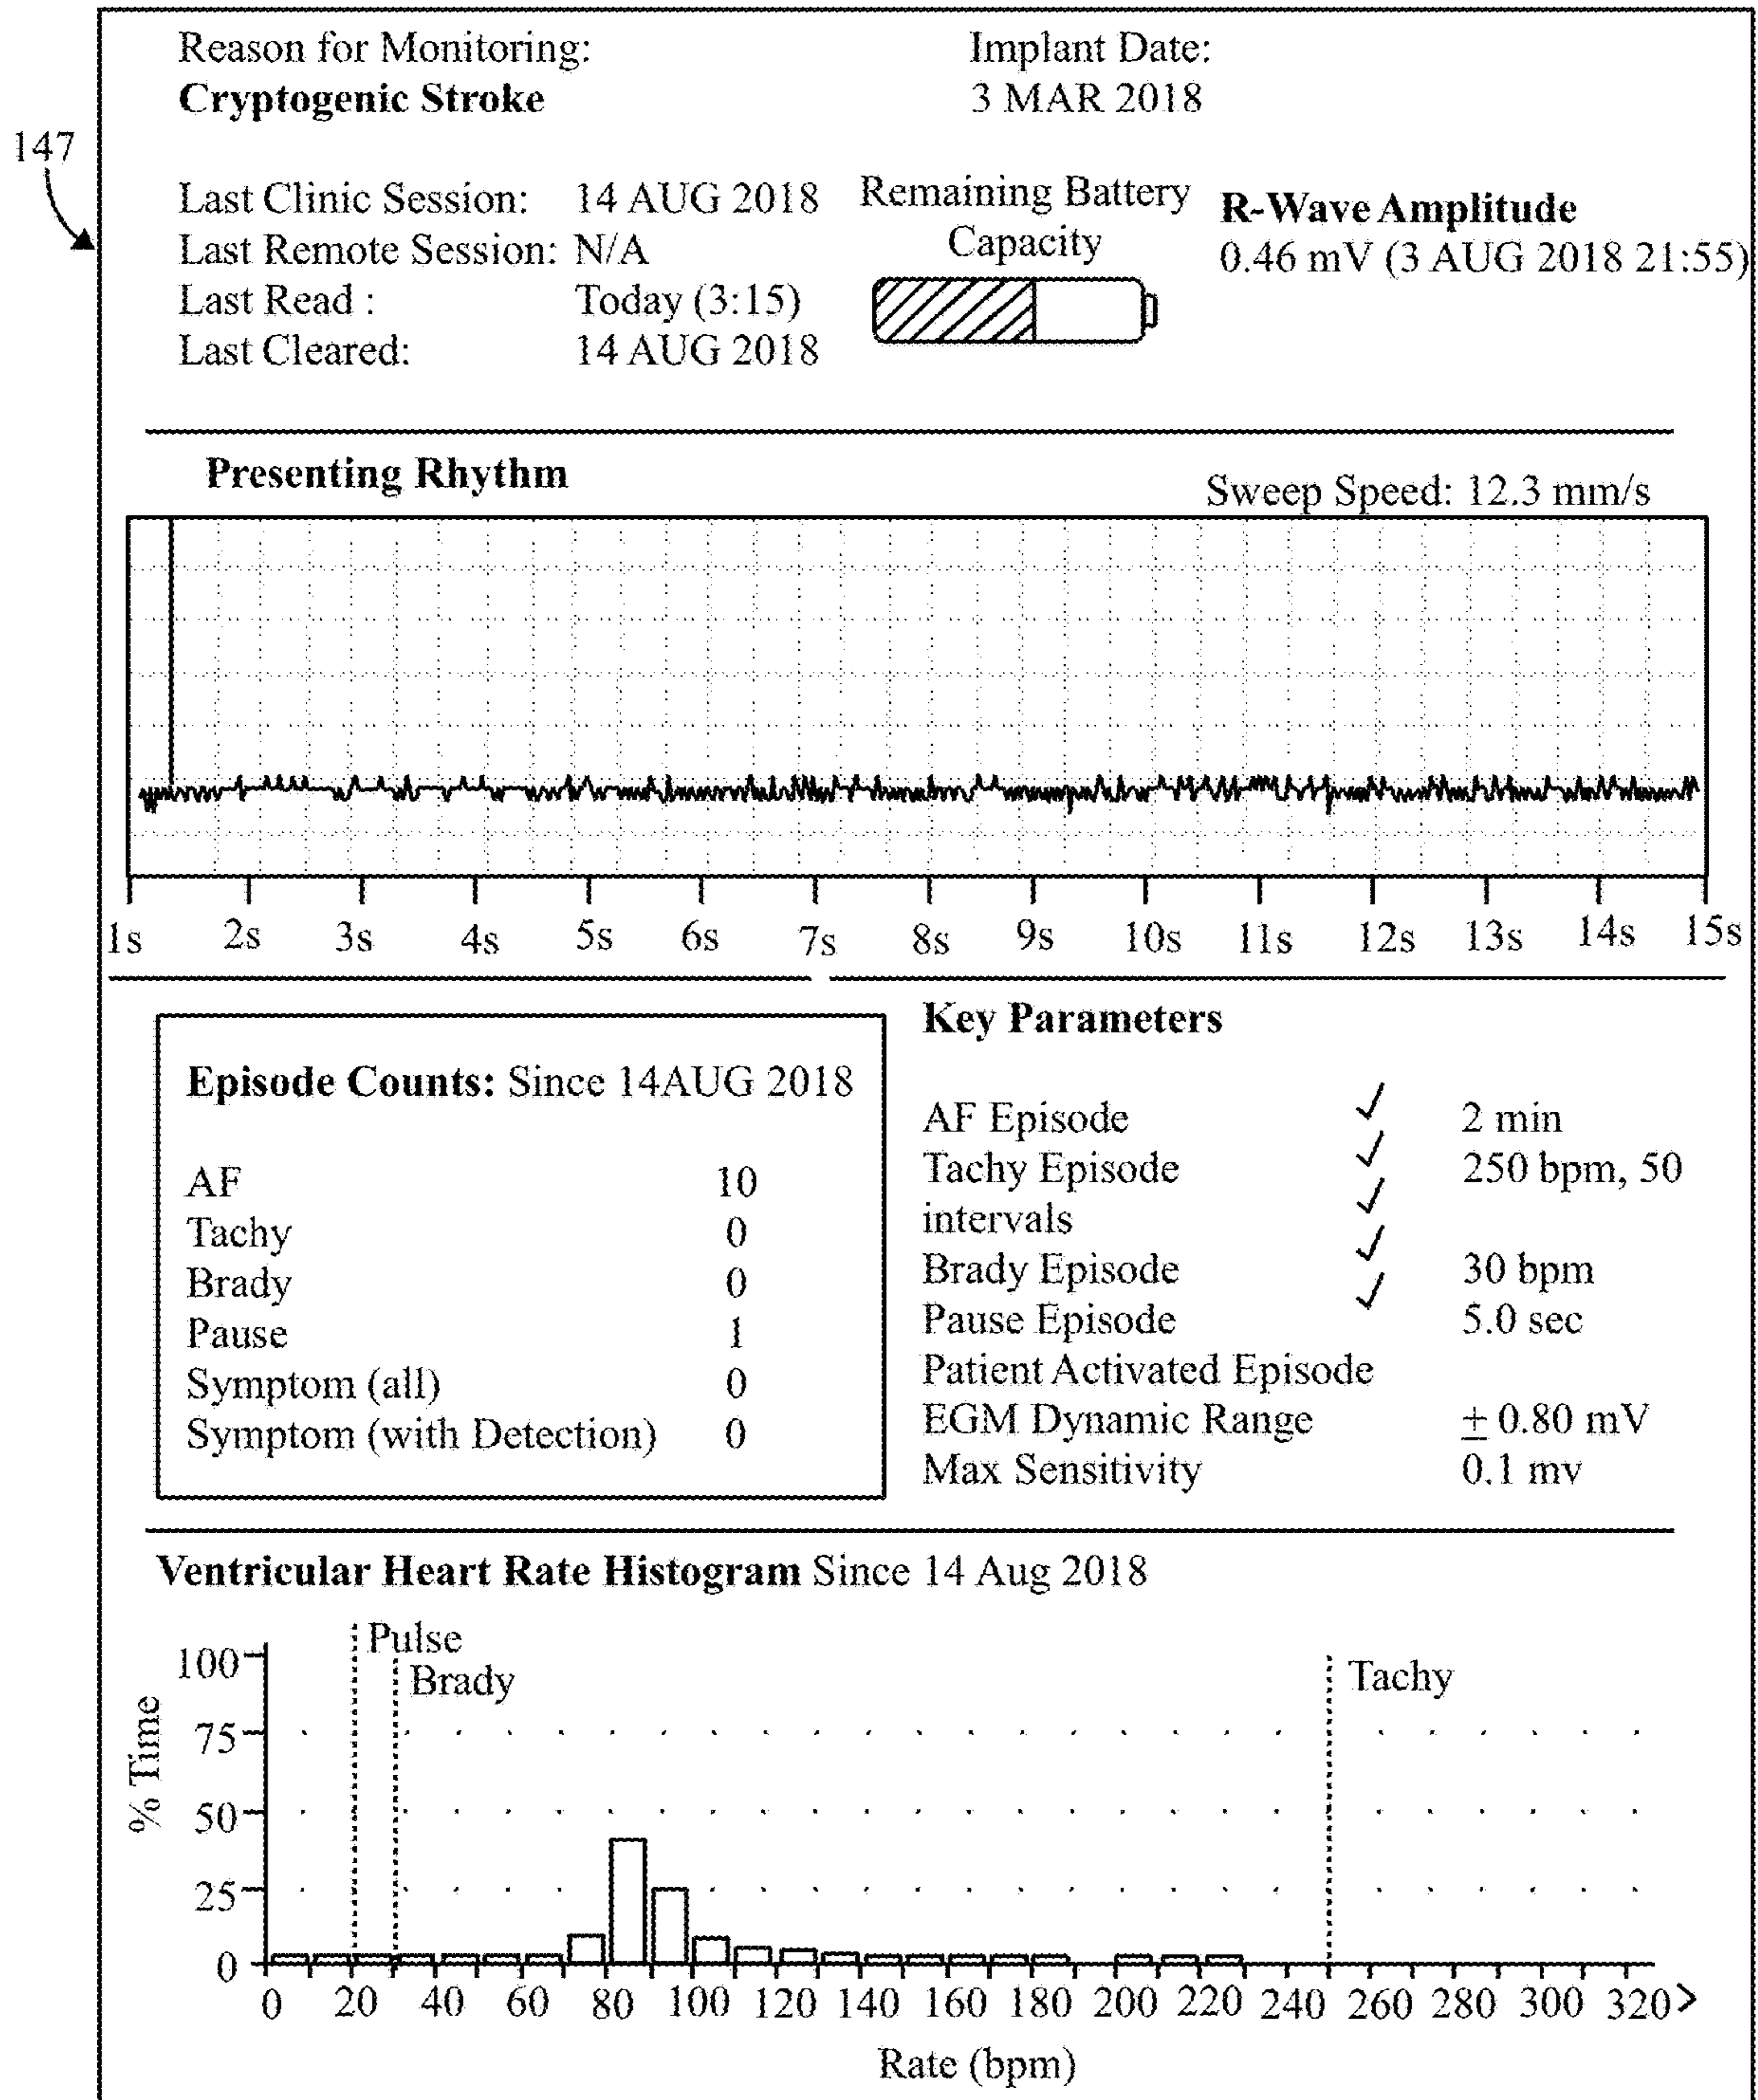 147
Reason for Monitoring:
Cryptogenic Stroke
Implant Date:
3 MAR 2018
Last Clinic Session: 14 AUG 2018
Last Remote Session: N/A
Last Read : Today (3:15)
Last Cleared: 14 AUG 2018
Remaining Battery
Capacity
R-Wave Amplitude
0.46 mV (3 AUG 2018 21:55)
Presenting Rhythm
Sweep Speed: 12.3 mm/s
1s 2s 3s 4s 5s 6s 7s 8s 9s 10s 11s 12s 13s 14s 15s
Episode Counts: Since 14AUG 2018
AF 10
Tachy 0
Brady 0
Pause 1
Symptom (all) 0
Symptom (with Detection) 0
Key Parameters
AF Episode ✓ 2 min
Tachy Episode ✓ 250 bpm, 50
intervals ✓
Brady Episode ✓ 30 bpm
Pause Episode ✓ 5.0 sec
Patient Activated Episode
EGM Dynamic Range ± 0.80 mV
Max Sensitivity 0.1 mv
Ventricular Heart Rate Histogram Since 14 Aug 2018
Pulse
Brady
Tachy
% Time
100
75
50
25
0
0 20 40 60 80 100 120 140 160 180 200 220 240 260 280 300 320>
Rate (bpm)